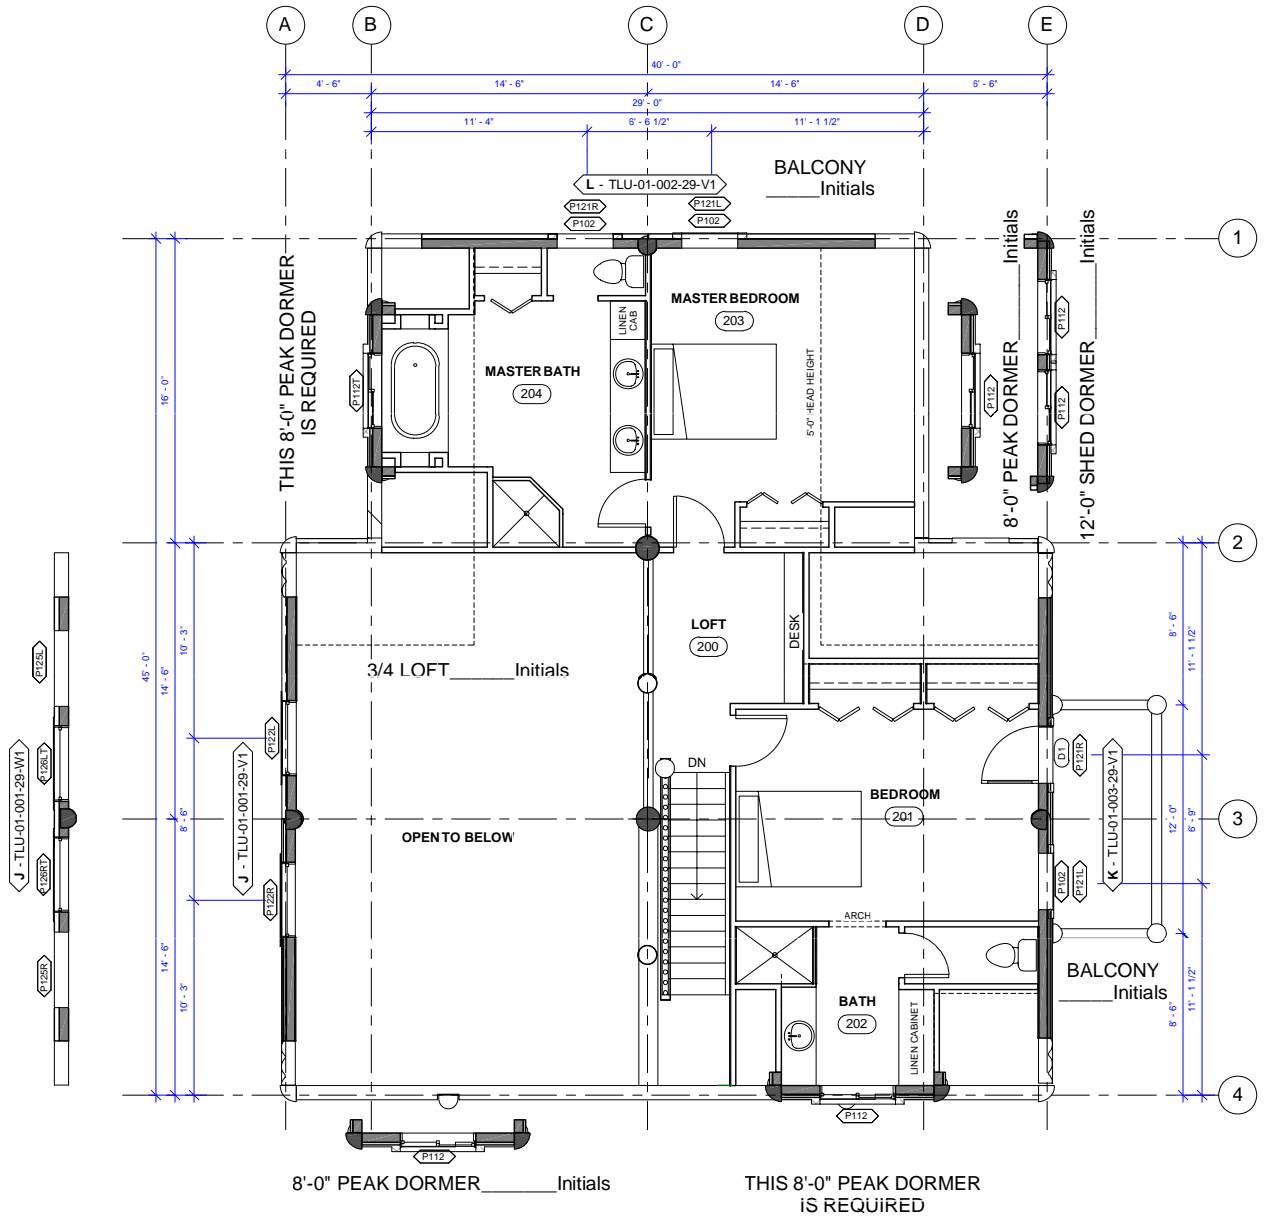 A
B
C
D
E
40' - 0"
4' - 6"
14' - 6"
14' - 6"
6' - 6"
29' - 0"
11' - 4"
6' - 6 1/2"
11' - 1 1/2"
BALCONY
______Initials
L - TLU-01-002-29-V1
P121R
P102
P121L
P102
1
THIS 8'-0" PEAK DORMER
IS REQUIRED
MASTER BEDROOM
203
LINEN
CAB
MASTER BATH
204
5'-0" HEAD HEIGHT
P112T
P112
8'-0" PEAK DORMER_______Initials
P112
P112
12'-0" SHED DORMER______Initials
16' - 0"
45' - 0"
14' - 6"
14' - 6"
10' - 3"
8' - 6"
10' - 3"
2
LOFT
200
DESK
3/4 LOFT_______Initials
8' - 6"
11' - 1 1/2"
P125L
P126LT
J - TLU-01-001-29-W1
P126RT
P125R
P122L
J - TLU-01-001-29-V1
P122R
DN
BEDROOM
201
OPEN TO BELOW
D1
P121R
K - TLU-01-003-29-V1
P102
P121L
12' - 0"
6' - 9"
3
ARCH
BATH
202
LINEN CABINET
BALCONY
______Initials
8' - 6"
11' - 1 1/2"
4
P112
P112
8'-0" PEAK DORMER________Initials
THIS 8'-0" PEAK DORMER
IS REQUIRED